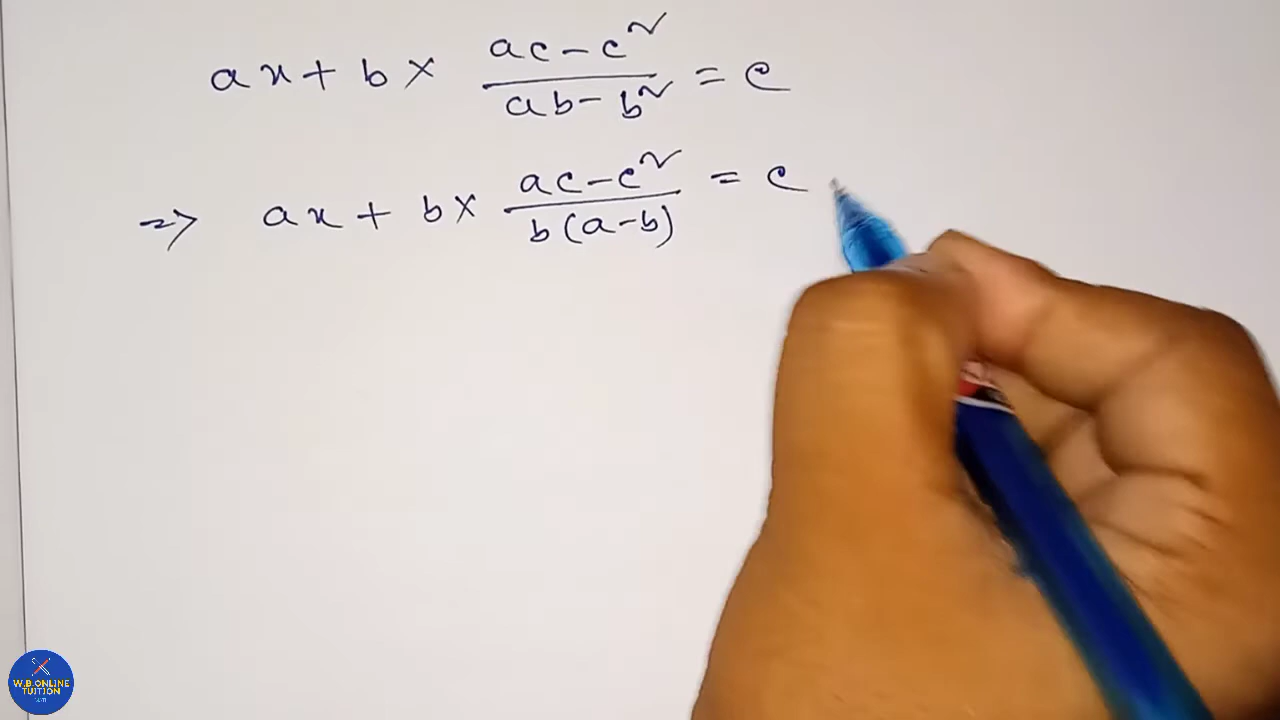 ax + b × (ac - c²)/(ab - b²) = c
=> ax + b × (ac - c²)/(b(a - b)) = c
W.B ONLINE
TUITION